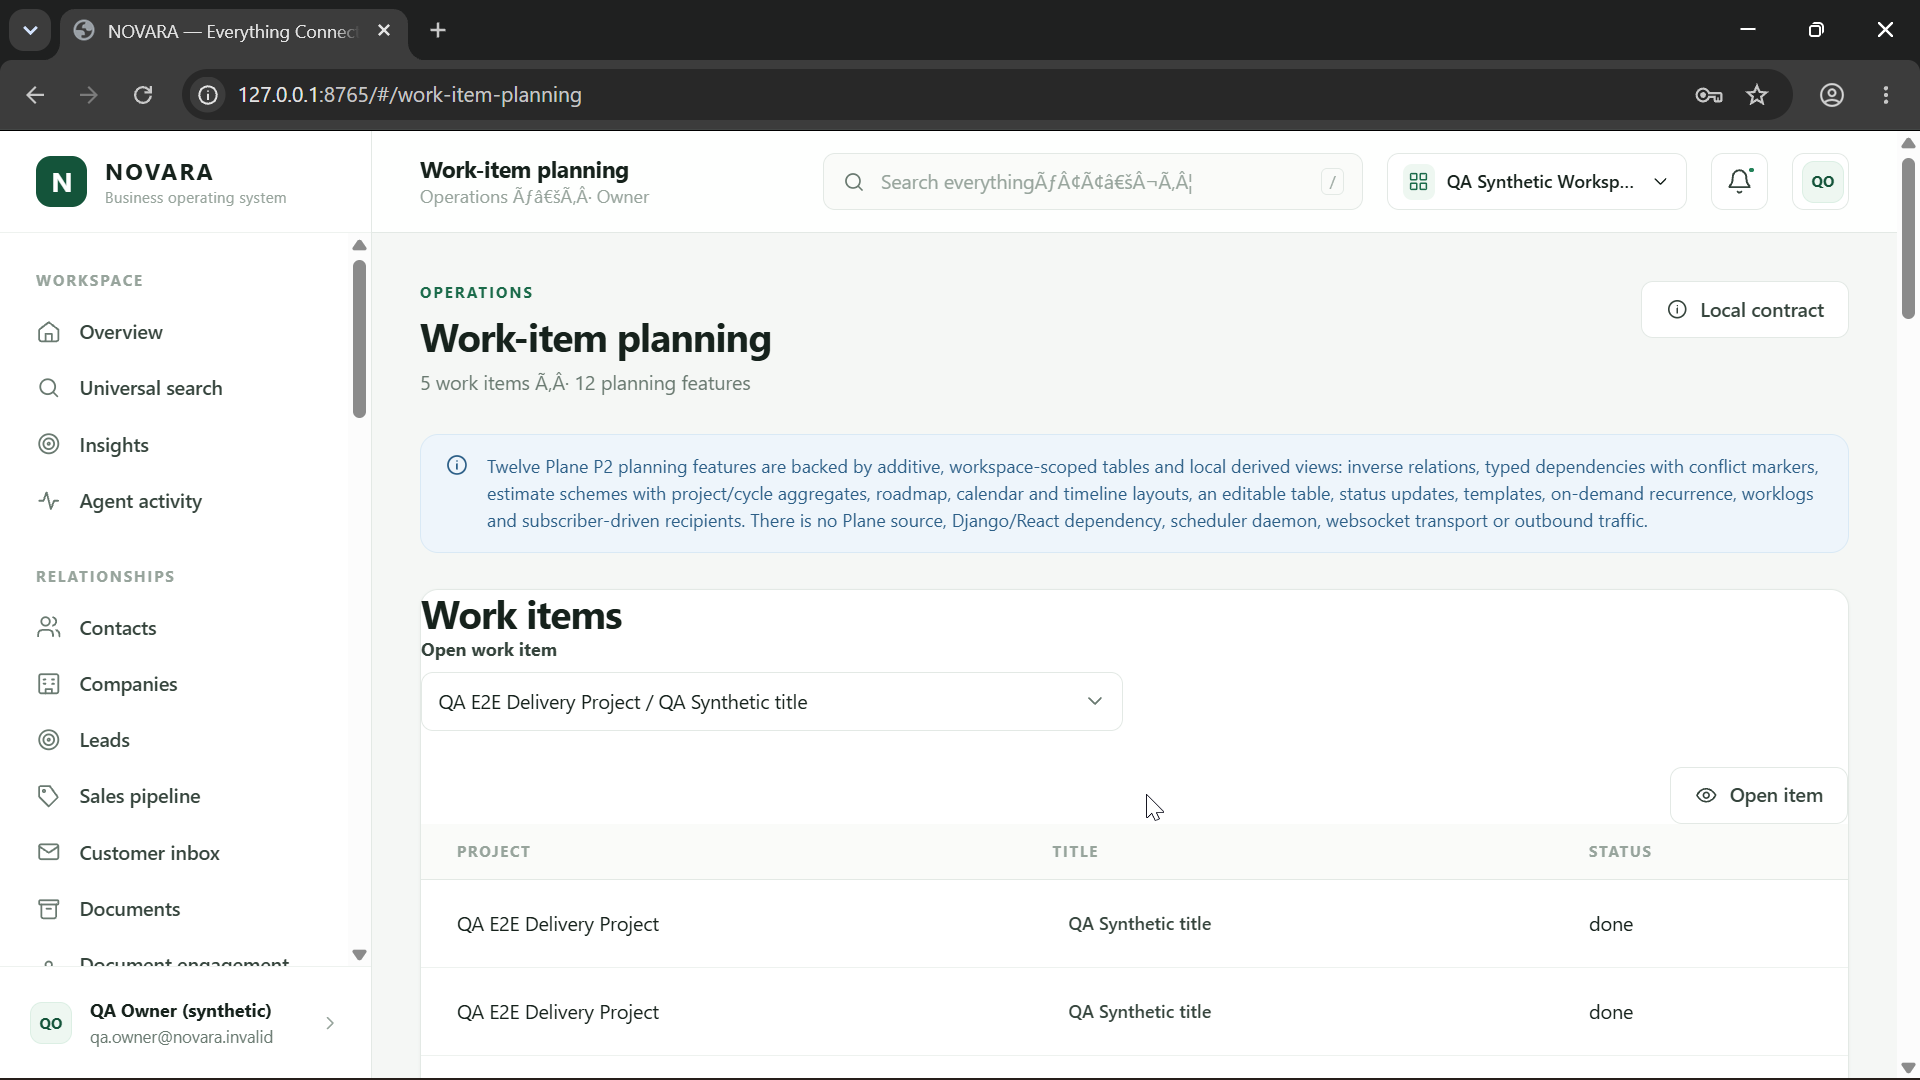 NOVARA — Everything Connect
127.0.0.1:8765/#/work-item-planning
N
NOVARA
Business operating system
Work-item planning
Operations Ãƒâ€šÃ‚Â· Owner
Search everythingÃƒÂ¢Ã¢â€šÂ¬Ã‚Â¦
/
QA Synthetic Worksp...
QO
WORKSPACE
Overview
Universal search
Insights
Agent activity
RELATIONSHIPS
Contacts
Companies
Leads
Sales pipeline
Customer inbox
Documents
Document engagement
QO
QA Owner (synthetic)
qa.owner@novara.invalid
OPERATIONS
Work-item planning
5 work items Ã‚Â· 12 planning features
Local contract
Twelve Plane P2 planning features are backed by additive, workspace-scoped tables and local derived views: inverse relations, typed dependencies with conflict markers,
estimate schemes with project/cycle aggregates, roadmap, calendar and timeline layouts, an editable table, status updates, templates, on-demand recurrence, worklogs
and subscriber-driven recipients. There is no Plane source, Django/React dependency, scheduler daemon, websocket transport or outbound traffic.
Work items
Open work item
QA E2E Delivery Project / QA Synthetic title
Open item
PROJECT TITLE STATUS
QA E2E Delivery Project QA Synthetic title done
QA E2E Delivery Project QA Synthetic title done